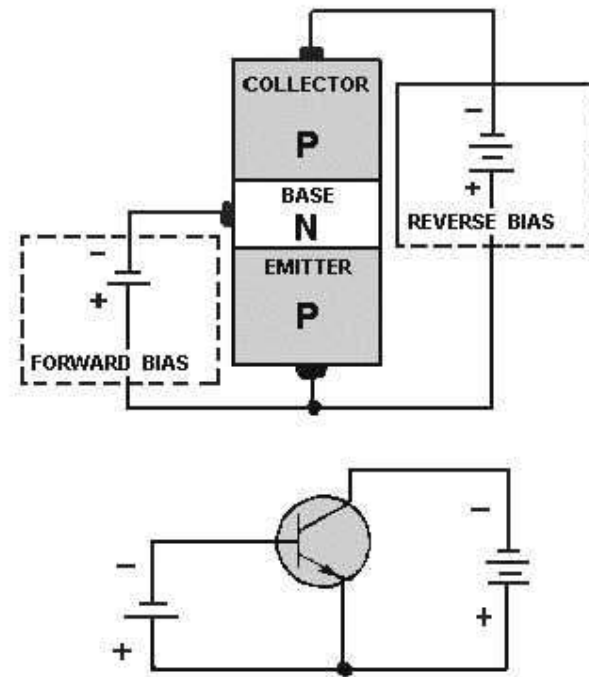 COLLECTOR
P
BASE
N
EMITTER
P
−
+
REVERSE BIAS
−
+
FORWARD BIAS
−
+
−
+